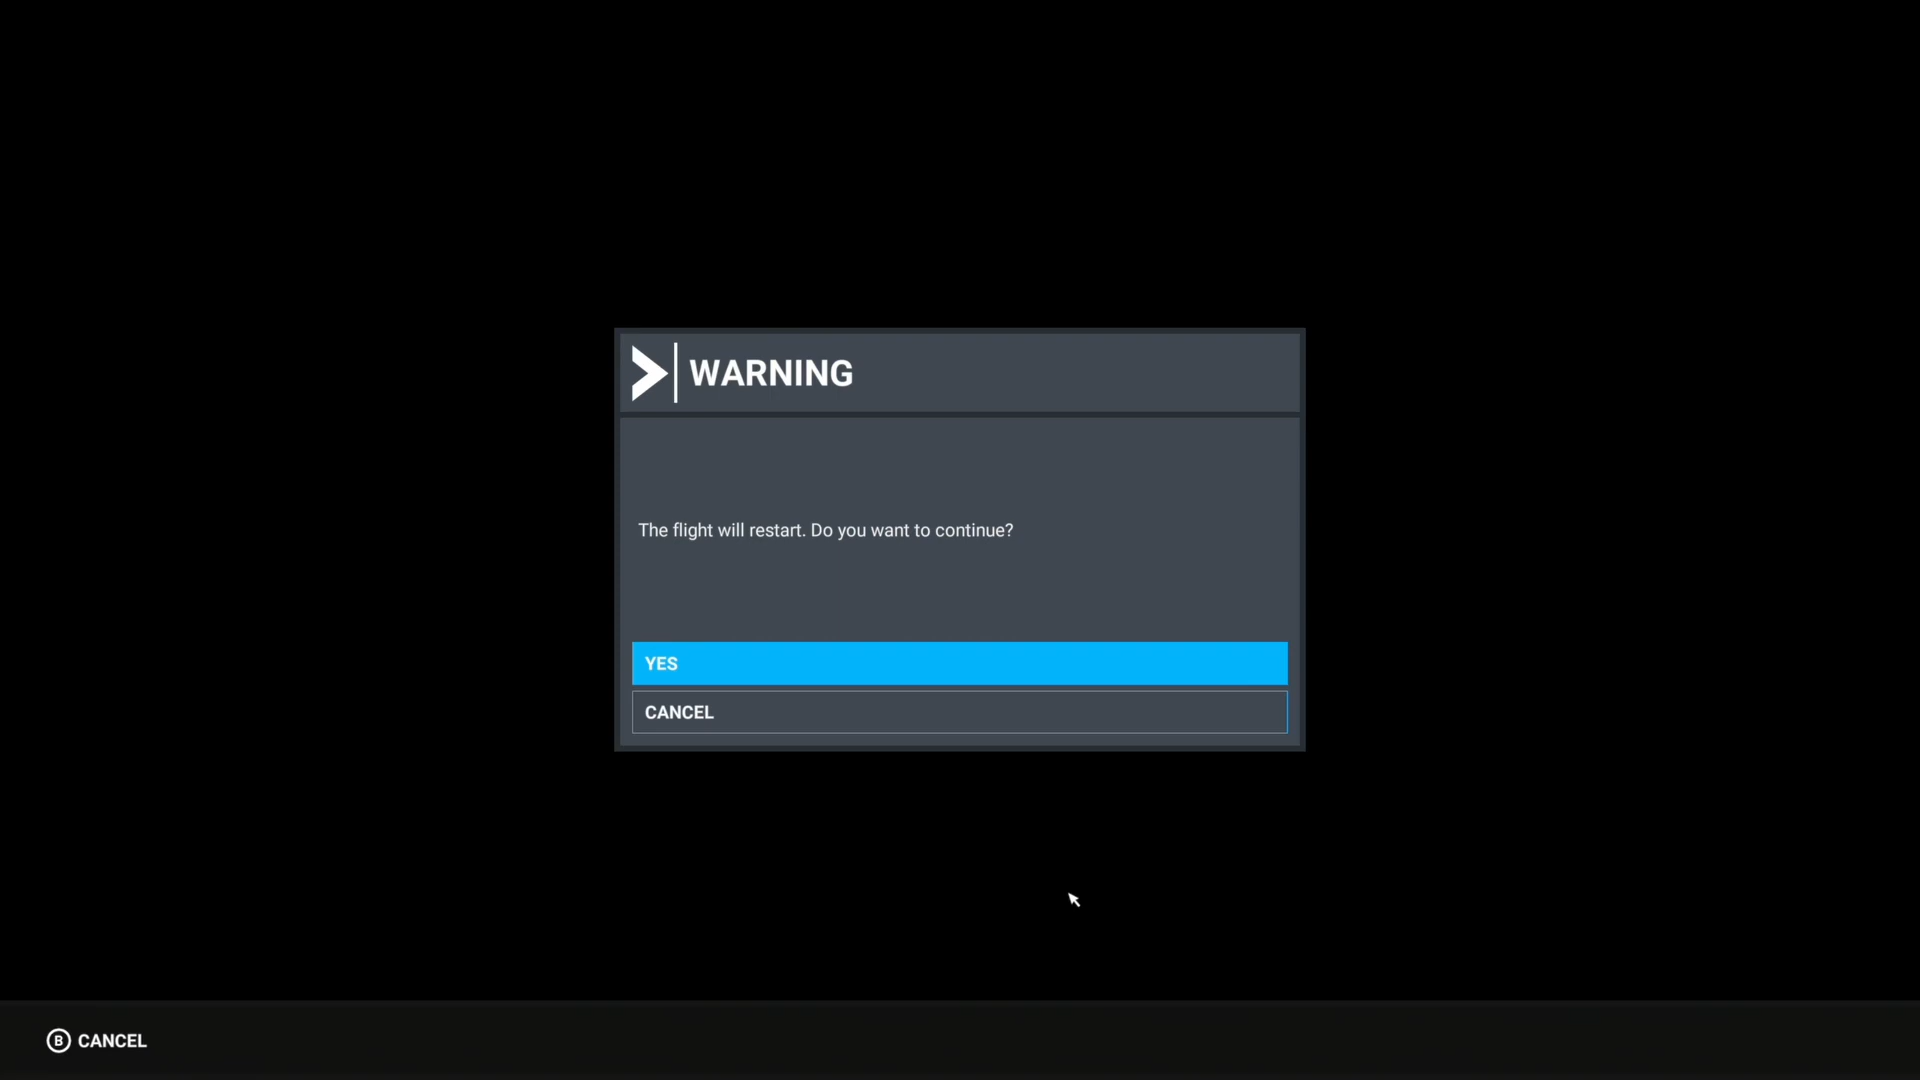 WARNING
The flight will restart. Do you want to continue?
YES
CANCEL
B CANCEL